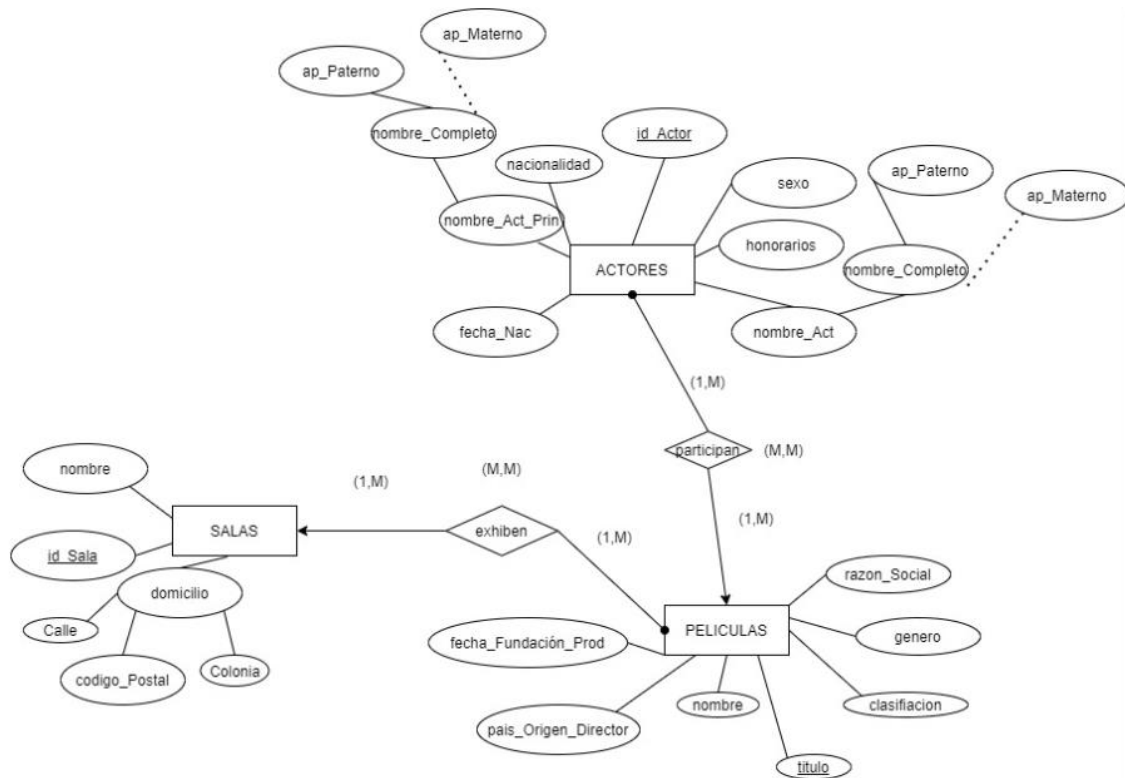 ap_Materno
ap_Paterno
nombre_Completo
id_Actor
nacionalidad
sexo
ap_Paterno
ap_Materno
nombre_Act_Prin
honorarios
nombre_Completo
ACTORES
fecha_Nac
nombre_Act
(1,M)
participan
(M,M)
nombre
(M,M)
(1,M)
SALAS
exhiben
(1,M)
(1,M)
id_Sala
razon_Social
domicilio
Calle
PELICULAS
fecha_Fundación_Prod
genero
Colonia
codigo_Postal
nombre
clasifiacion
pais_Origen_Director
titulo